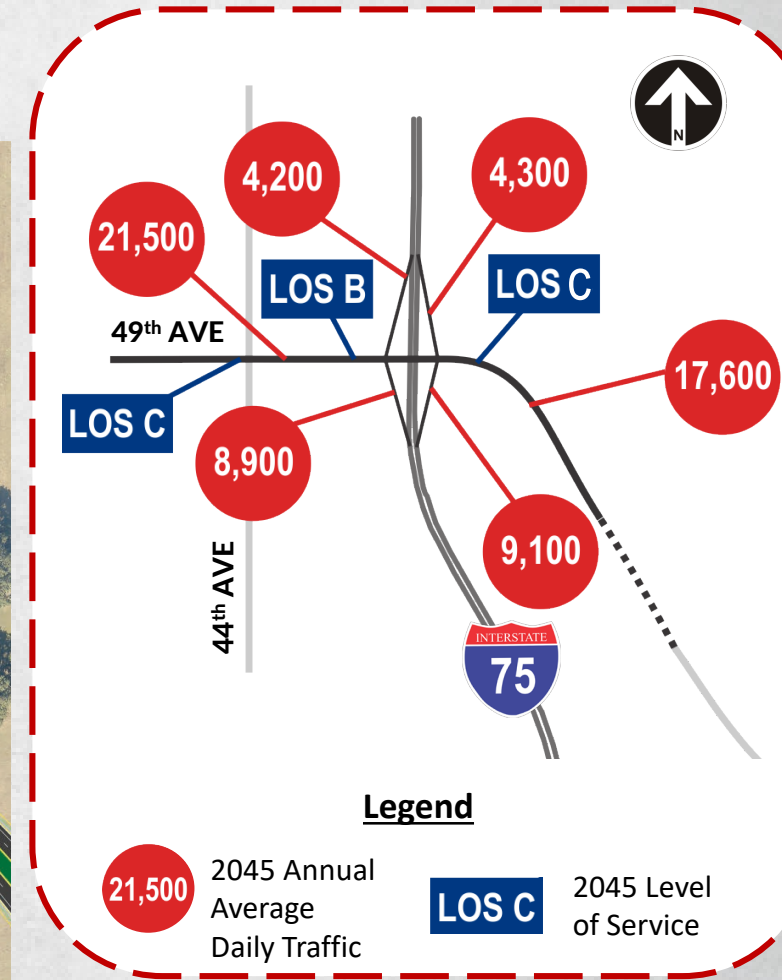 N
4,200
4,300
21,500
LOS B
LOS C
49th AVE
17,600
LOS C
8,900
9,100
44th AVE
INTERSTATE
75
Legend
21,500
2045 Annual
Average
Daily Traffic
LOS C
2045 Level
of Service